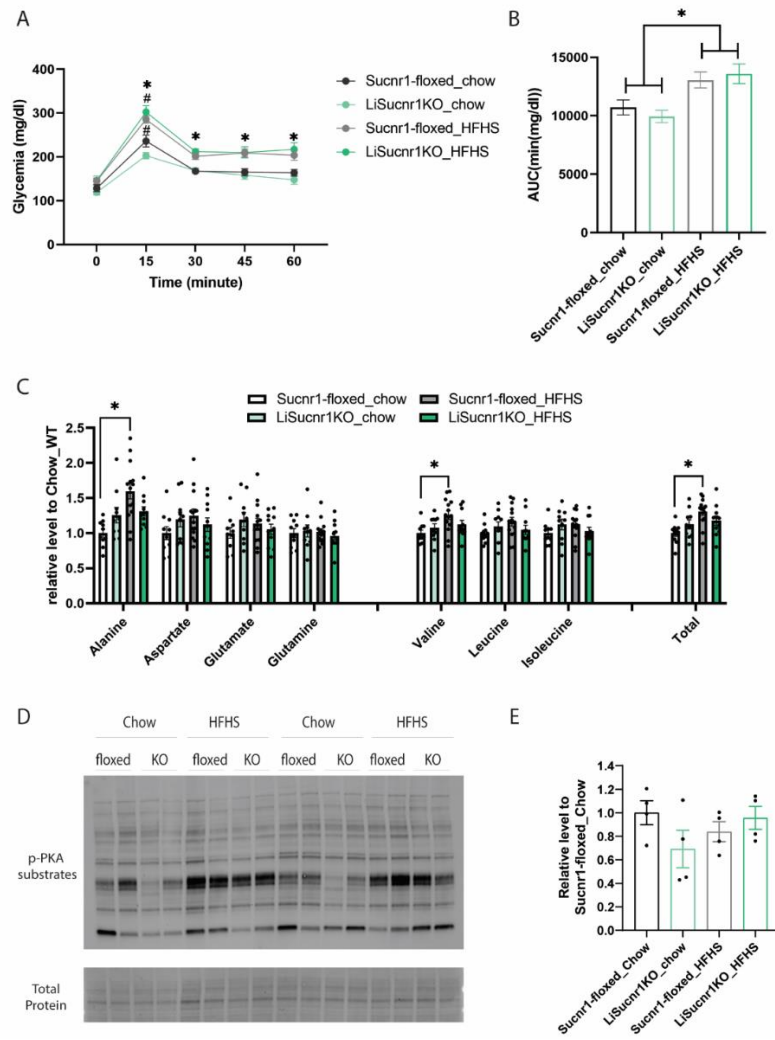 A
Glycemia (mg/dl)
400
300
200
100
0
*
#
#
*
*
*
0 15 30 45 60
Time (minute)
Sucnr1-floxed_chow
LiSucnr1KO_chow
Sucnr1-floxed_HFHS
LiSucnr1KO_HFHS
B
AUC(min(mg/dl))
15000
10000
5000
0
*
Sucnr1-floxed_chow
LiSucnr1KO_chow
Sucnr1-floxed_HFHS
LiSucnr1KO_HFHS
C
Sucnr1-floxed_chow Sucnr1-floxed_HFHS
LiSucnr1KO_chow LiSucnr1KO_HFHS
relative level to Chow_WT
2.5
2.0
1.5
1.0
0.5
0.0
*
*
*
Alanine
Aspartate
Glutamate
Glutamine
Valine
Leucine
Isoleucine
Total
D
Chow HFHS Chow HFHS
floxed KO floxed KO floxed KO floxed KO
p-PKA
substrates
Total
Protein
E
Relative level to
Sucnr1-floxed_Chow
1.4
1.2
1.0
0.8
0.6
0.4
0.2
0.0
Sucnr1-floxed_Chow
LiSucnr1KO_chow
Sucnr1-floxed_HFHS
LiSucnr1KO_HFHS